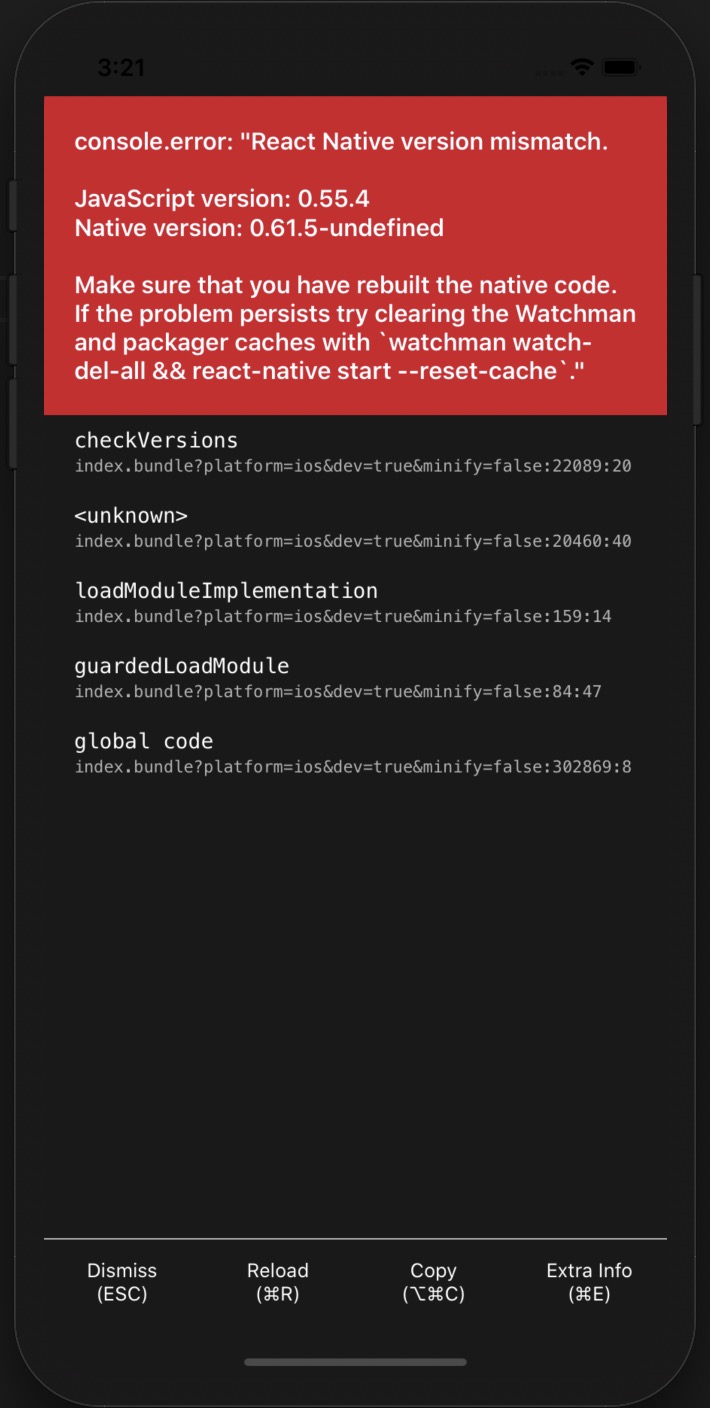 3:21
console.error: "React Native version mismatch.
JavaScript version: 0.55.4
Native version: 0.61.5-undefined
Make sure that you have rebuilt the native code.
If the problem persists try clearing the Watchman
and packager caches with `watchman watch-
del-all && react-native start --reset-cache`."
checkVersions
index.bundle?platform=ios&dev=true&minify=false:22089:20
<unknown>
index.bundle?platform=ios&dev=true&minify=false:20460:40
loadModuleImplementation
index.bundle?platform=ios&dev=true&minify=false:159:14
guardedLoadModule
index.bundle?platform=ios&dev=true&minify=false:84:47
global code
index.bundle?platform=ios&dev=true&minify=false:302869:8
Dismiss Reload Copy Extra Info
(ESC) (⌘R) (⌥⌘C) (⌘E)